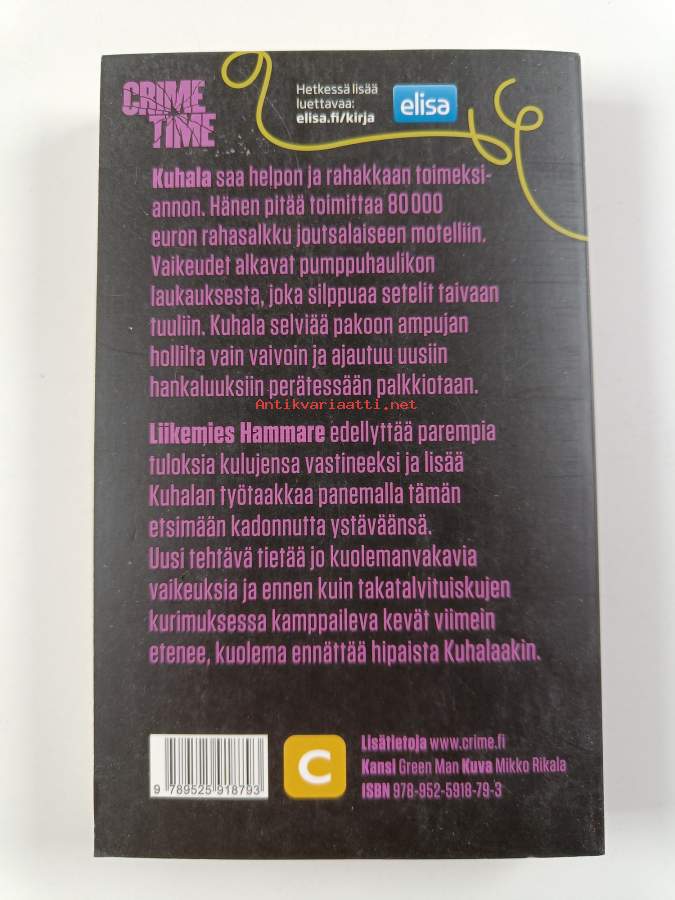 CRIME
TIME
Hetkessä lisää
luettavaa:
elisa.fi/kirja
elisa
Kuhala saa helpon ja rahakkaan toimeksi-
annon. Hänen pitää toimittaa 80 000
euron rahasalkku joutsalaiseen motelliin.
Vaikeudet alkavat pumppuhaulikon
laukauksesta, joka silppuaa setelit taivaan
tuuliin. Kuhala selviää pakoon ampujan
hollilta vain vaivoin ja ajautuu uusiin
hankaluuksiin perätessään palkkiotaan.
Antikvariaatti.net
Liikemies Hammare edellyttää parempia
tuloksia kulujensa vastineeksi ja lisää
Kuhalan työtaakkaa panemalla tämän
etsimään kadonnutta ystäväänsä.
Uusi tehtävä tietää jo kuolemanvakavia
vaikeuksia ja ennen kuin takatalvituiskujen
kurimuksessa kamppaileva kevät viimein
etenee, kuolema ennättää hipaista Kuhalaakin.
9 789525 918793
C
Lisätietoja www.crime.fi
Kansi Green Man Kuva Mikko Rikala
ISBN 978-952-5918-79-3